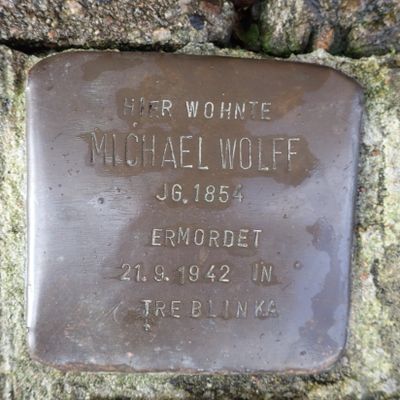 HIER WOHNTE
MICHAEL WOLFF
JG. 1854
ERMORDET
21.9.1942 IN
TREBLINKA